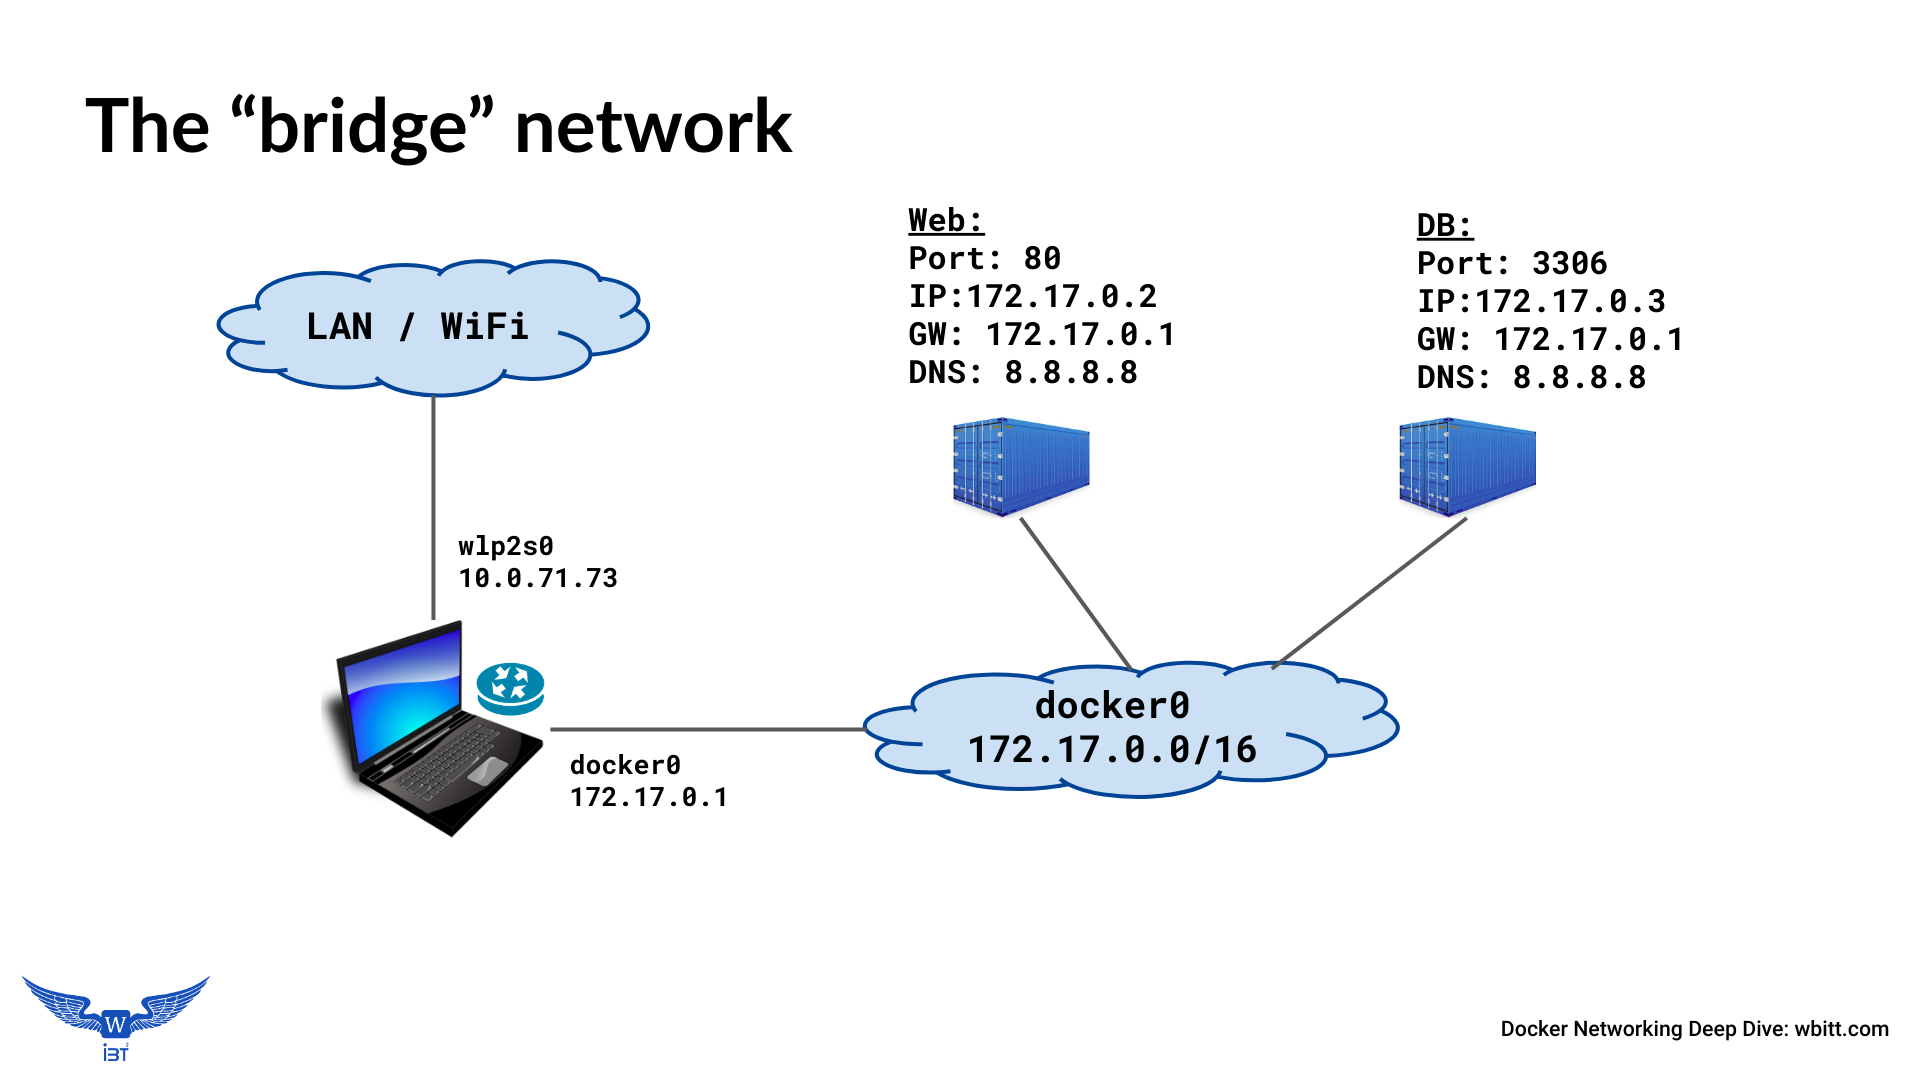 The “bridge” network
Web:
Port: 80
IP:172.17.0.2
GW: 172.17.0.1
DNS: 8.8.8.8
DB:
Port: 3306
IP:172.17.0.3
GW: 172.17.0.1
DNS: 8.8.8.8
LAN / WiFi
wlp2s0
10.0.71.73
docker0
172.17.0.1
docker0
172.17.0.0/16
W
iBT²
Docker Networking Deep Dive: wbitt.com